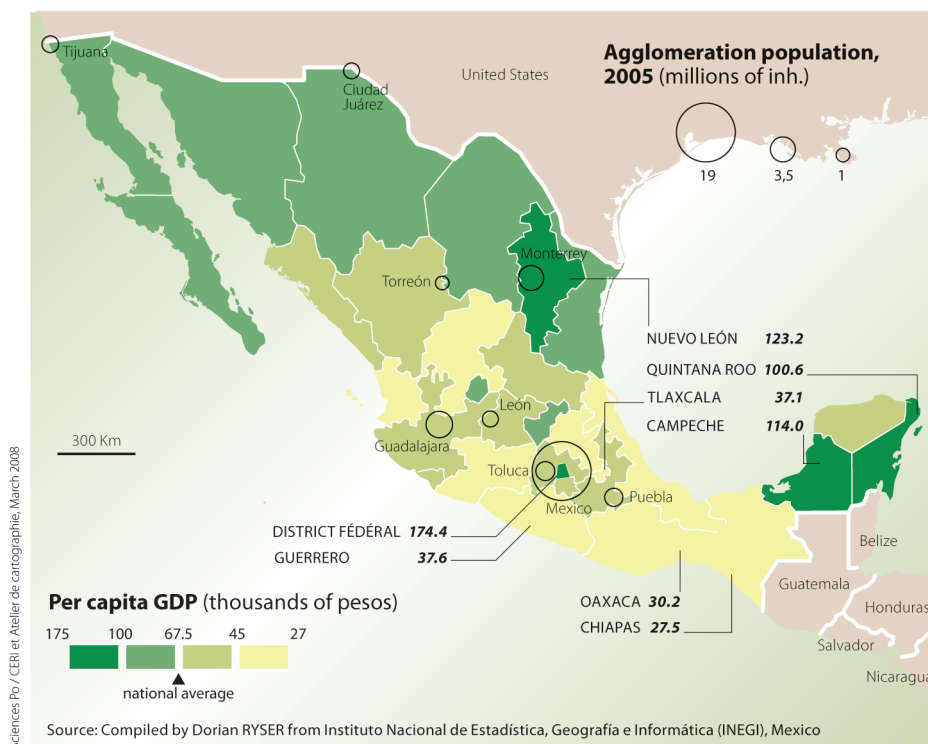 Agglomeration population,
2005 (millions of inh.)
19
3,5
1
United States
Tijuana
Ciudad
Juárez
Monterrey
Torreón
León
Guadalajara
Toluca
Mexico
Puebla
300 Km
NUEVO LEÓN 123.2
QUINTANA ROO 100.6
TLAXCALA 37.1
CAMPECHE 114.0
DISTRICT FÉDÉRAL 174.4
GUERRERO 37.6
OAXACA 30.2
CHIAPAS 27.5
Belize
Guatemala
Honduras
Salvador
Nicaragua
Per capita GDP (thousands of pesos)
175 100 67.5 45 27
national average
Source: Compiled by Dorian RYSER from Instituto Nacional de Estadística, Geografía e Informática (INEGI), Mexico
Sciences Po / CERI et Atelier de cartographie, March 2008